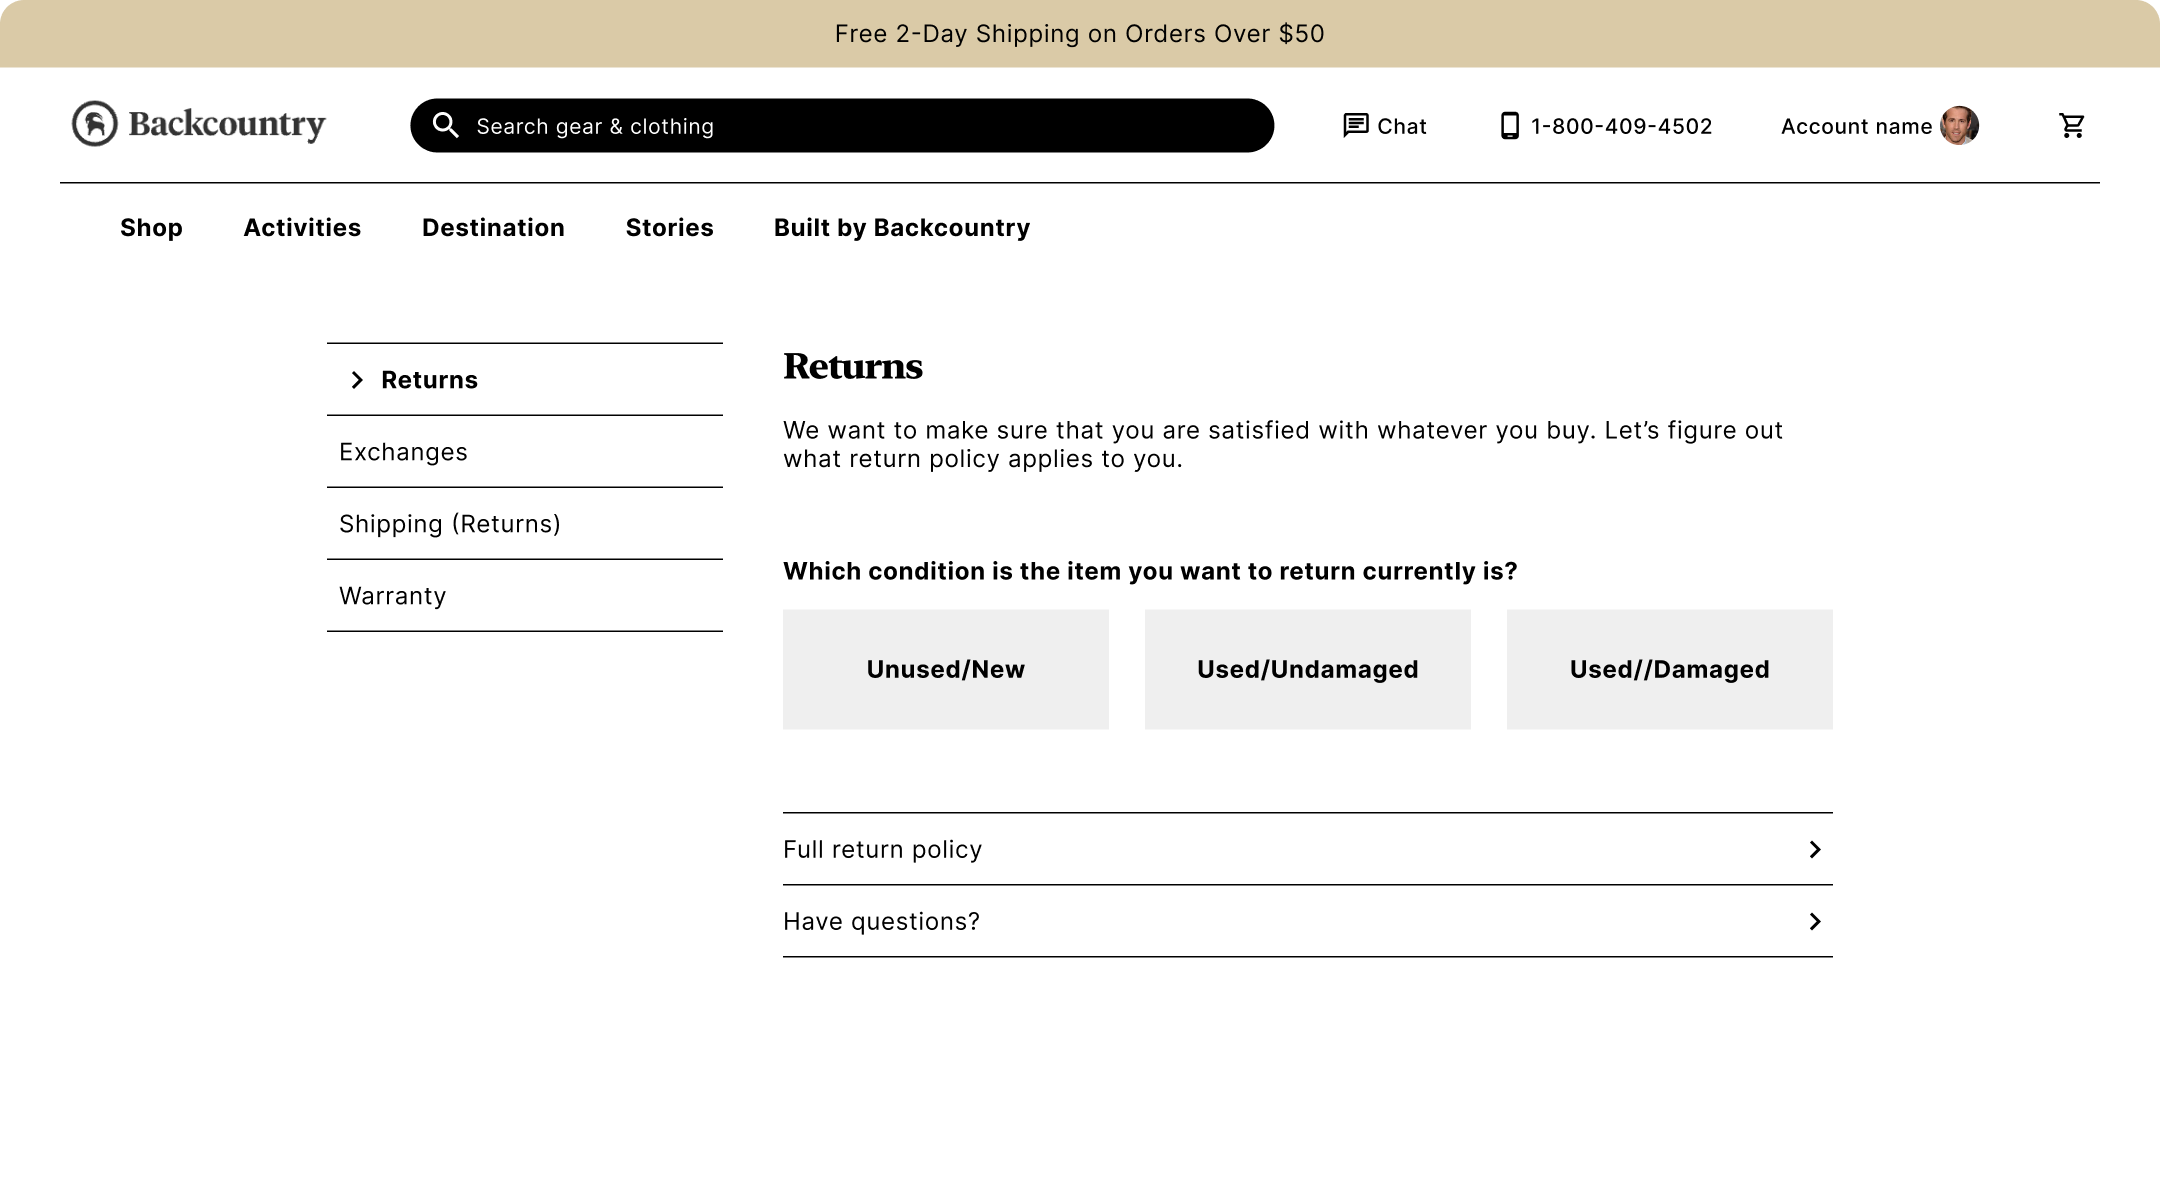 Free 2-Day Shipping on Orders Over $50
Backcountry
Search gear & clothing
Chat
1-800-409-4502
Account name
Shop
Activities
Destination
Stories
Built by Backcountry
Returns
Exchanges
Shipping (Returns)
Warranty
Returns
We want to make sure that you are satisfied with whatever you buy. Let’s figure out
what return policy applies to you.
Which condition is the item you want to return currently is?
Unused/New
Used/Undamaged
Used//Damaged
Full return policy
Have questions?